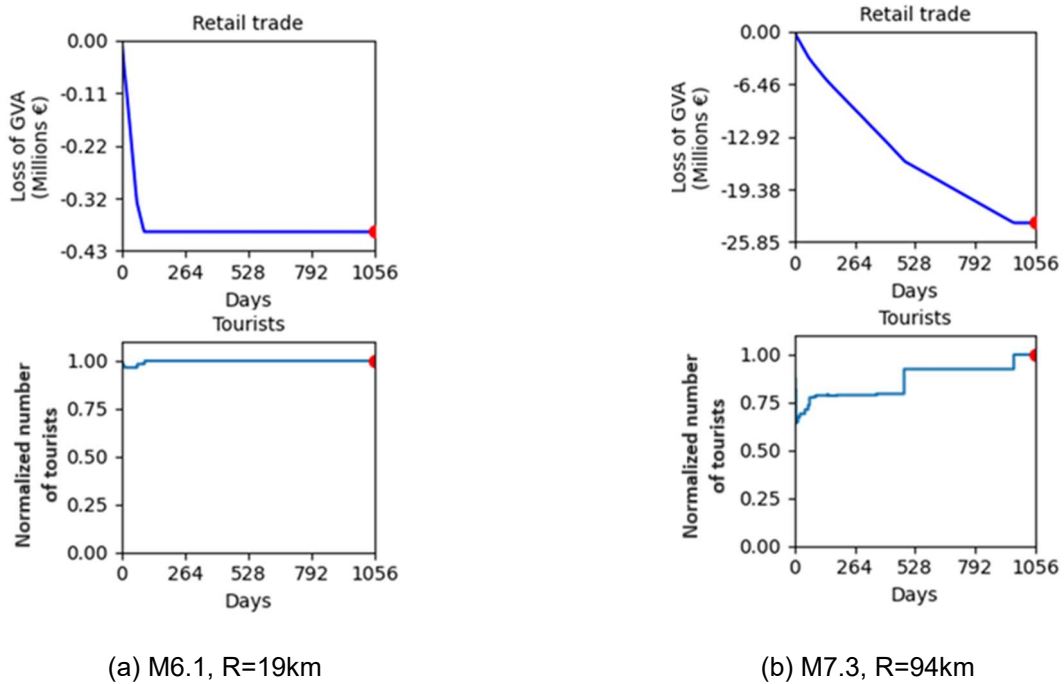 Retail trade
0.00
-0.11
-0.22
-0.32
-0.43
Loss of GVA
(Millions €)
0 264 528 792 1056
Days
Tourists
1.00
0.75
0.50
0.25
0.00
Normalized number
of tourists
0 264 528 792 1056
Days
(a) M6.1, R=19km
Retail trade
0.00
-6.46
-12.92
-19.38
-25.85
Loss of GVA
(Millions €)
0 264 528 792 1056
Days
Tourists
1.00
0.75
0.50
0.25
0.00
Normalized number
of tourists
0 264 528 792 1056
Days
(b) M7.3, R=94km